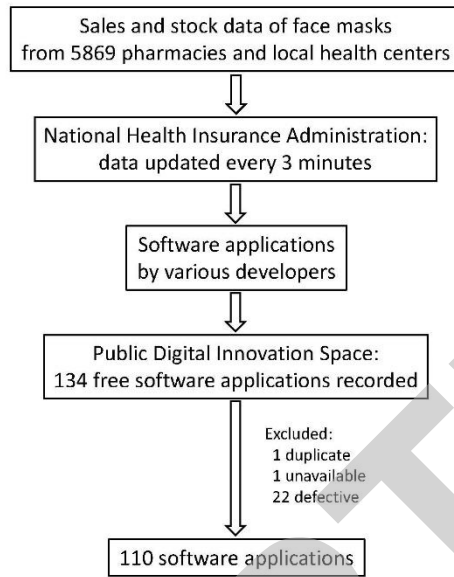 Sales and stock data of face masks
from 5869 pharmacies and local health centers
National Health Insurance Administration:
data updated every 3 minutes
Software applications
by various developers
Public Digital Innovation Space:
134 free software applications recorded
Excluded:
1 duplicate
1 unavailable
22 defective
110 software applications